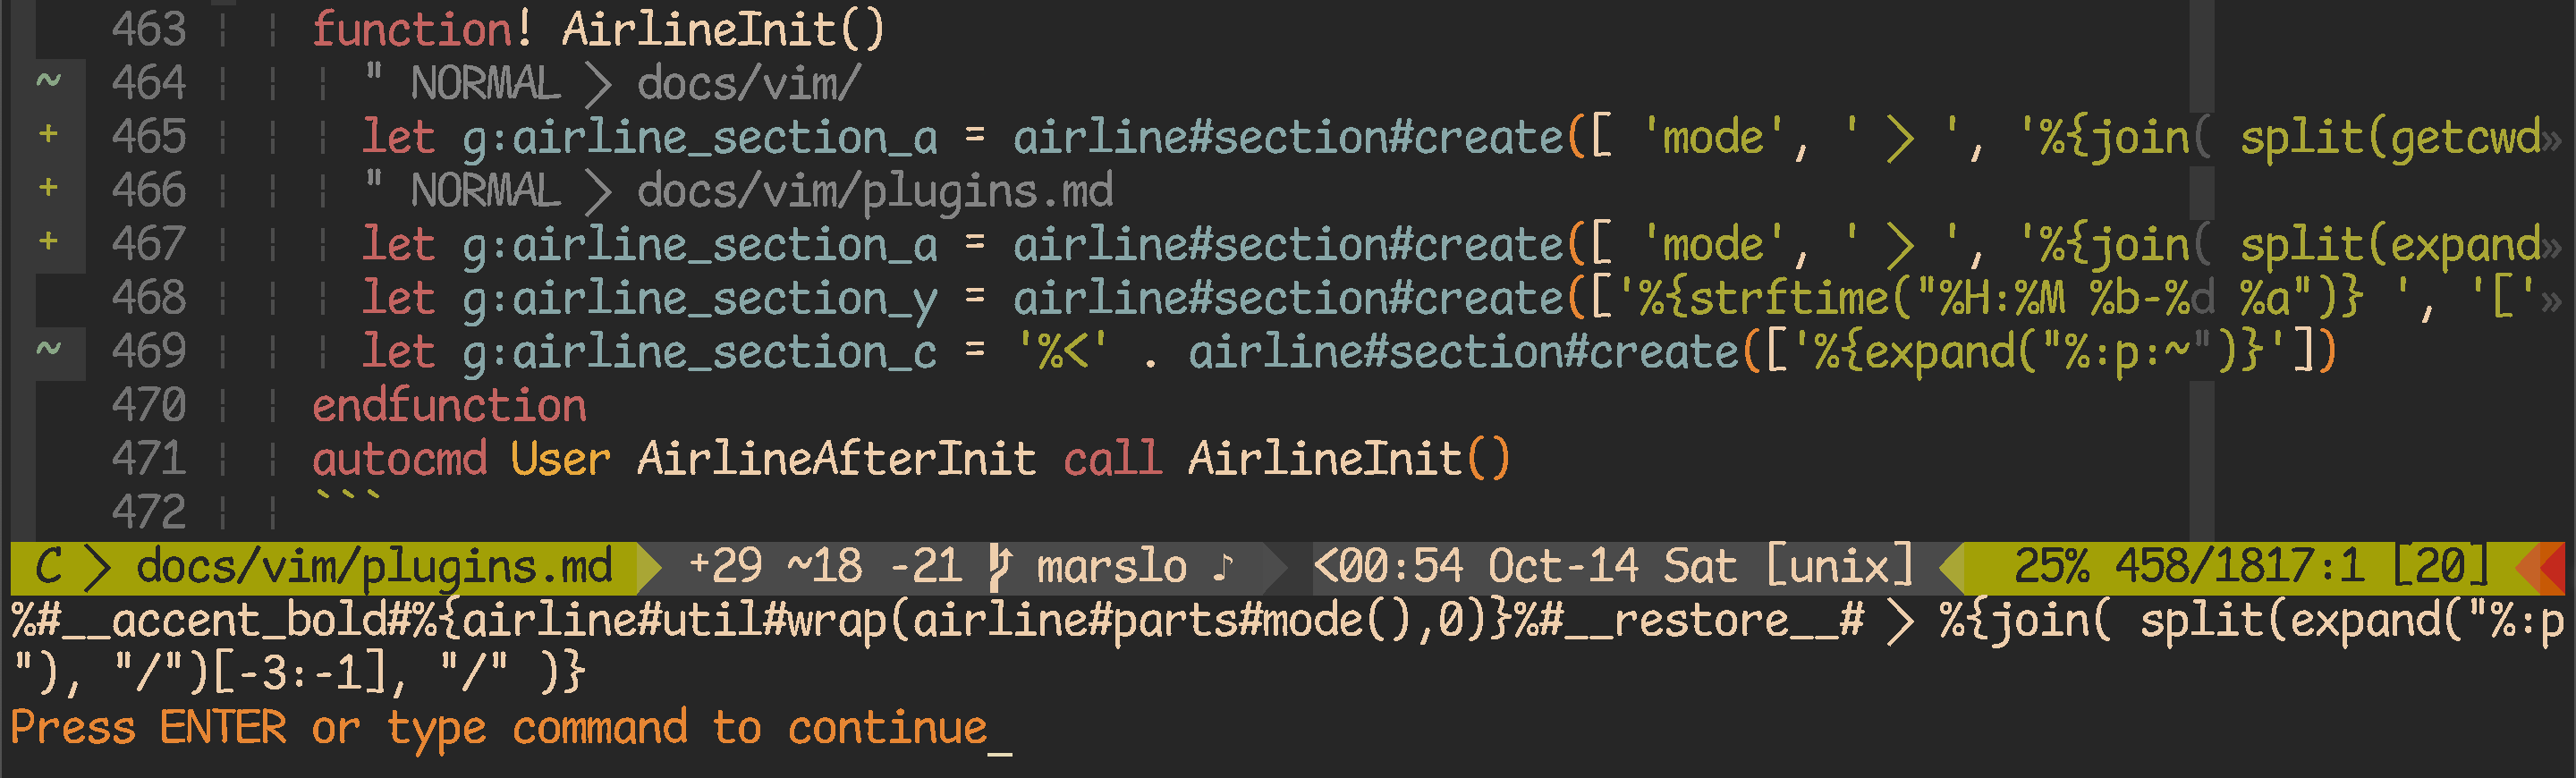 463 ¦ ¦ function! AirlineInit()
~ 464 ¦ ¦ ¦ " NORMAL > docs/vim/
+ 465 ¦ ¦ ¦ let g:airline_section_a = airline#section#create([ 'mode', ' > ', '%{join( split(getcwd»
+ 466 ¦ ¦ ¦ " NORMAL > docs/vim/plugins.md
+ 467 ¦ ¦ ¦ let g:airline_section_a = airline#section#create([ 'mode', ' > ', '%{join( split(expand»
468 ¦ ¦ ¦ let g:airline_section_y = airline#section#create(['%{strftime("%H:%M %b-%d %a")} ', '['»
~ 469 ¦ ¦ ¦ let g:airline_section_c = '%<' . airline#section#create(['%{expand("%:p:~")}'])
470 ¦ ¦ endfunction
471 ¦ ¦ autocmd User AirlineAfterInit call AirlineInit()
472 ¦ ¦ ```
C > docs/vim/plugins.md +29 ~18 -21 marslo ♪ <00:54 Oct-14 Sat [unix] 25% 458/1817:1 [20]
%#__accent_bold#%{airline#util#wrap(airline#parts#mode(),0)}%#__restore__# > %{join( split(expand("%:p
"), "/")[-3:-1], "/" )}
Press ENTER or type command to continue_